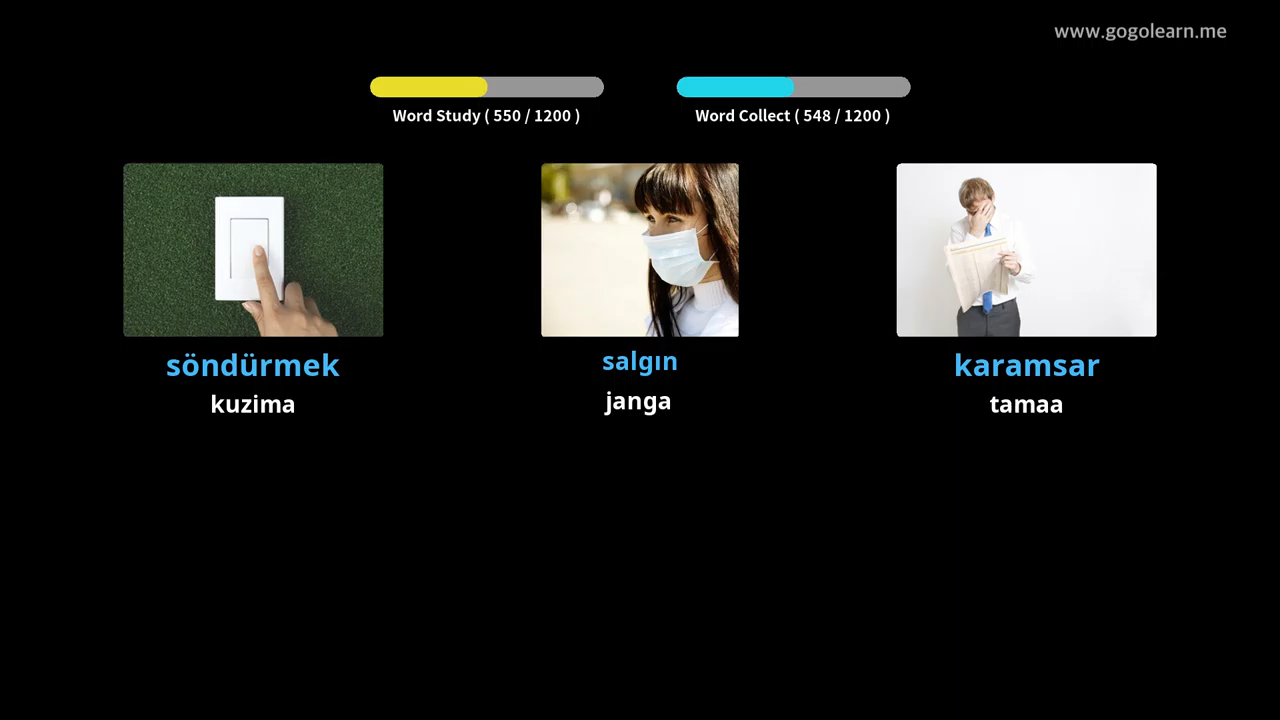 www.gogolearn.me
Word Study ( 550 / 1200 )
Word Collect ( 548 / 1200 )
söndürmek
kuzima
salgın
janga
karamsar
tamaa